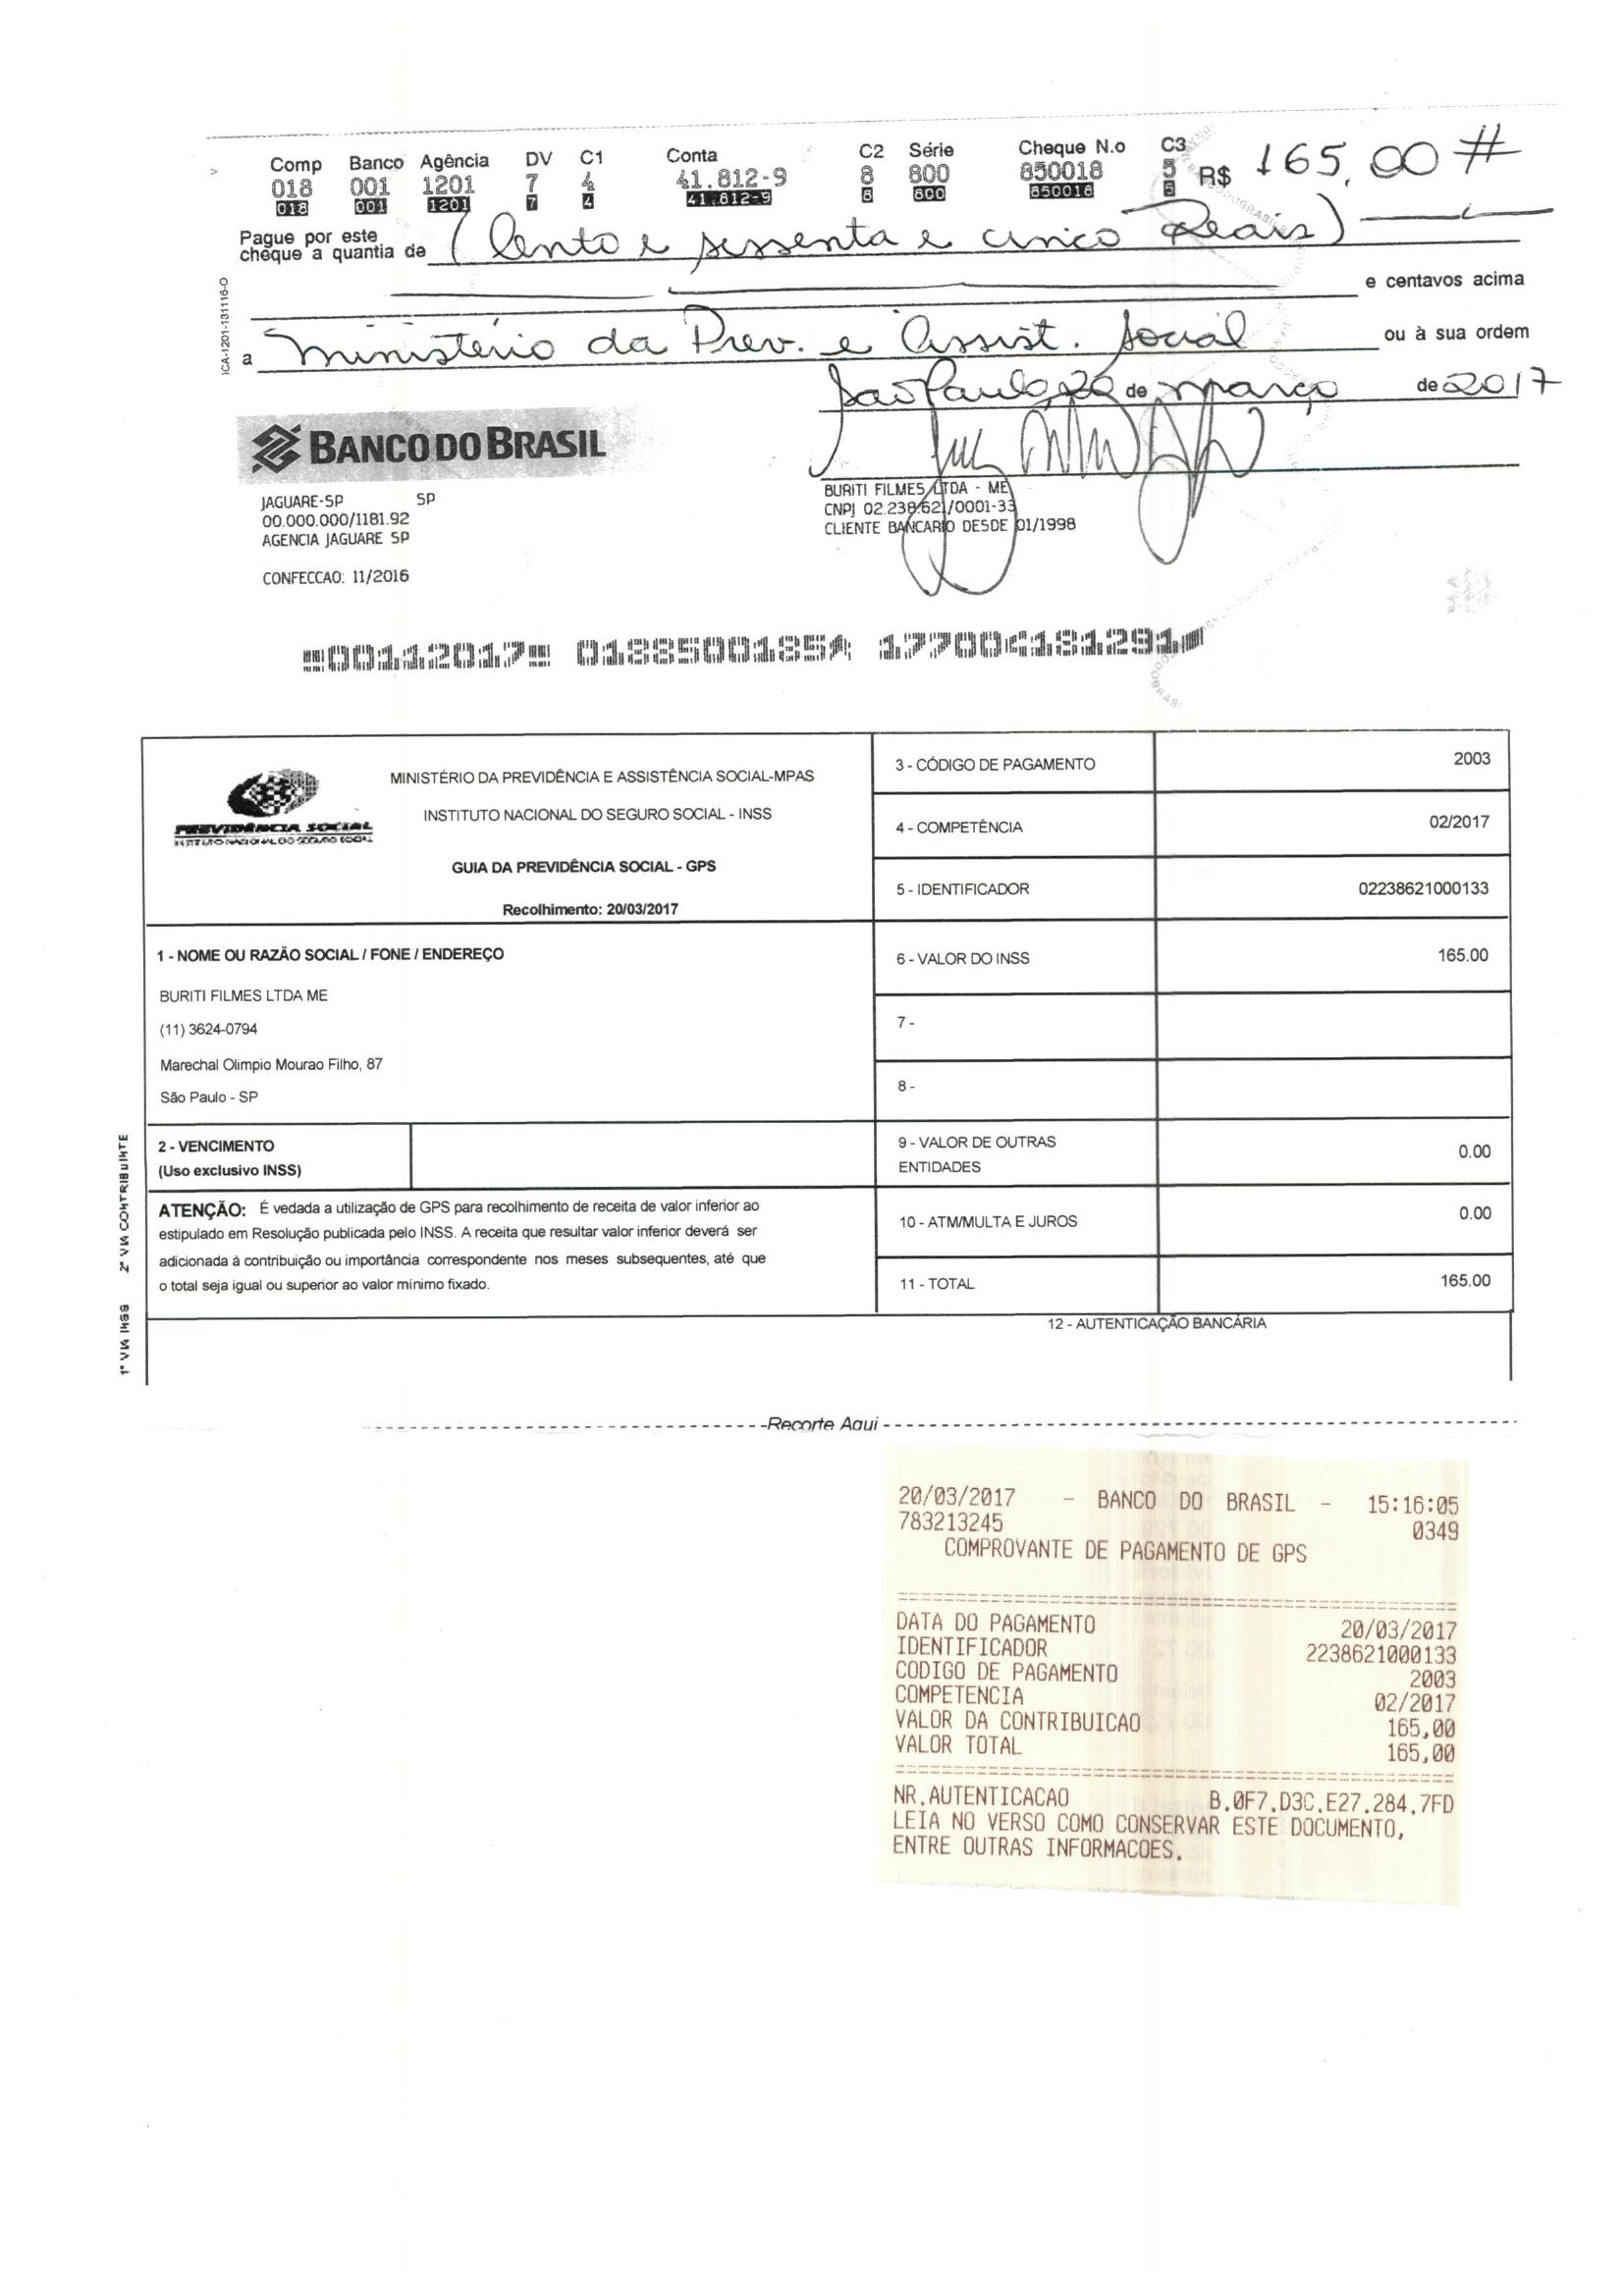 Comp Banco Agência DV C1 Conta C2 Série Cheque N.o C3
018 001 1201 7 4 41.812-9 8 800 850018 5 R$ 165,00 #
018 001 1201 7 4 41.812-9 8 800 850018 5
Pague por este
cheque a quantia de (Cento e sessenta e cinco Reais)
e centavos acima
a Ministério da Prev. e Assist. Social ou à sua ordem
São Paulo, 20 de março de 2017
ICA-1201-131116-O
BANCO DO BRASIL
JAGUARE-SP SP
00.000.000/1181.92
AGENCIA JAGUARE SP
CONFECCAO: 11/2016
BURITI FILMES LTDA - ME
CNPJ 02.238.621/0001-33
CLIENTE BANCARIO DESDE 01/1998
00112017 0188500185 177004181291
PREVIDÊNCIA SOCIAL
INSTITUTO NACIONAL DO SEGURO SOCIAL
MINISTÉRIO DA PREVIDÊNCIA E ASSISTÊNCIA SOCIAL-MPAS
INSTITUTO NACIONAL DO SEGURO SOCIAL - INSS
GUIA DA PREVIDÊNCIA SOCIAL - GPS
Recolhimento: 20/03/2017
3 - CÓDIGO DE PAGAMENTO 2003
4 - COMPETÊNCIA 02/2017
5 - IDENTIFICADOR 02238621000133
1 - NOME OU RAZÃO SOCIAL / FONE / ENDEREÇO
BURITI FILMES LTDA ME
(11) 3624-0794
Marechal Olimpio Mourao Filho, 87
São Paulo - SP
6 - VALOR DO INSS 165.00
7 -
8 -
2 - VENCIMENTO
(Uso exclusivo INSS)
9 - VALOR DE OUTRAS
ENTIDADES 0.00
ATENÇÃO: É vedada a utilização de GPS para recolhimento de receita de valor inferior ao
estipulado em Resolução publicada pelo INSS. A receita que resultar valor inferior deverá ser
adicionada à contribuição ou importância correspondente nos meses subsequentes, até que
o total seja igual ou superior ao valor mínimo fixado.
10 - ATM/MULTA E JUROS 0.00
11 - TOTAL 165.00
12 - AUTENTICAÇÃO BANCÁRIA
1ª VIA INSS 2ª VIA CONTRIBUINTE
Recorte Aqui
20/03/2017 - BANCO DO BRASIL - 15:16:05
783213245 0349
COMPROVANTE DE PAGAMENTO DE GPS
DATA DO PAGAMENTO 20/03/2017
IDENTIFICADOR 2238621000133
CODIGO DE PAGAMENTO 2003
COMPETENCIA 02/2017
VALOR DA CONTRIBUICAO 165,00
VALOR TOTAL 165,00
NR.AUTENTICACAO B.0F7.D3C.E27.284.7FD
LEIA NO VERSO COMO CONSERVAR ESTE DOCUMENTO,
ENTRE OUTRAS INFORMACOES.